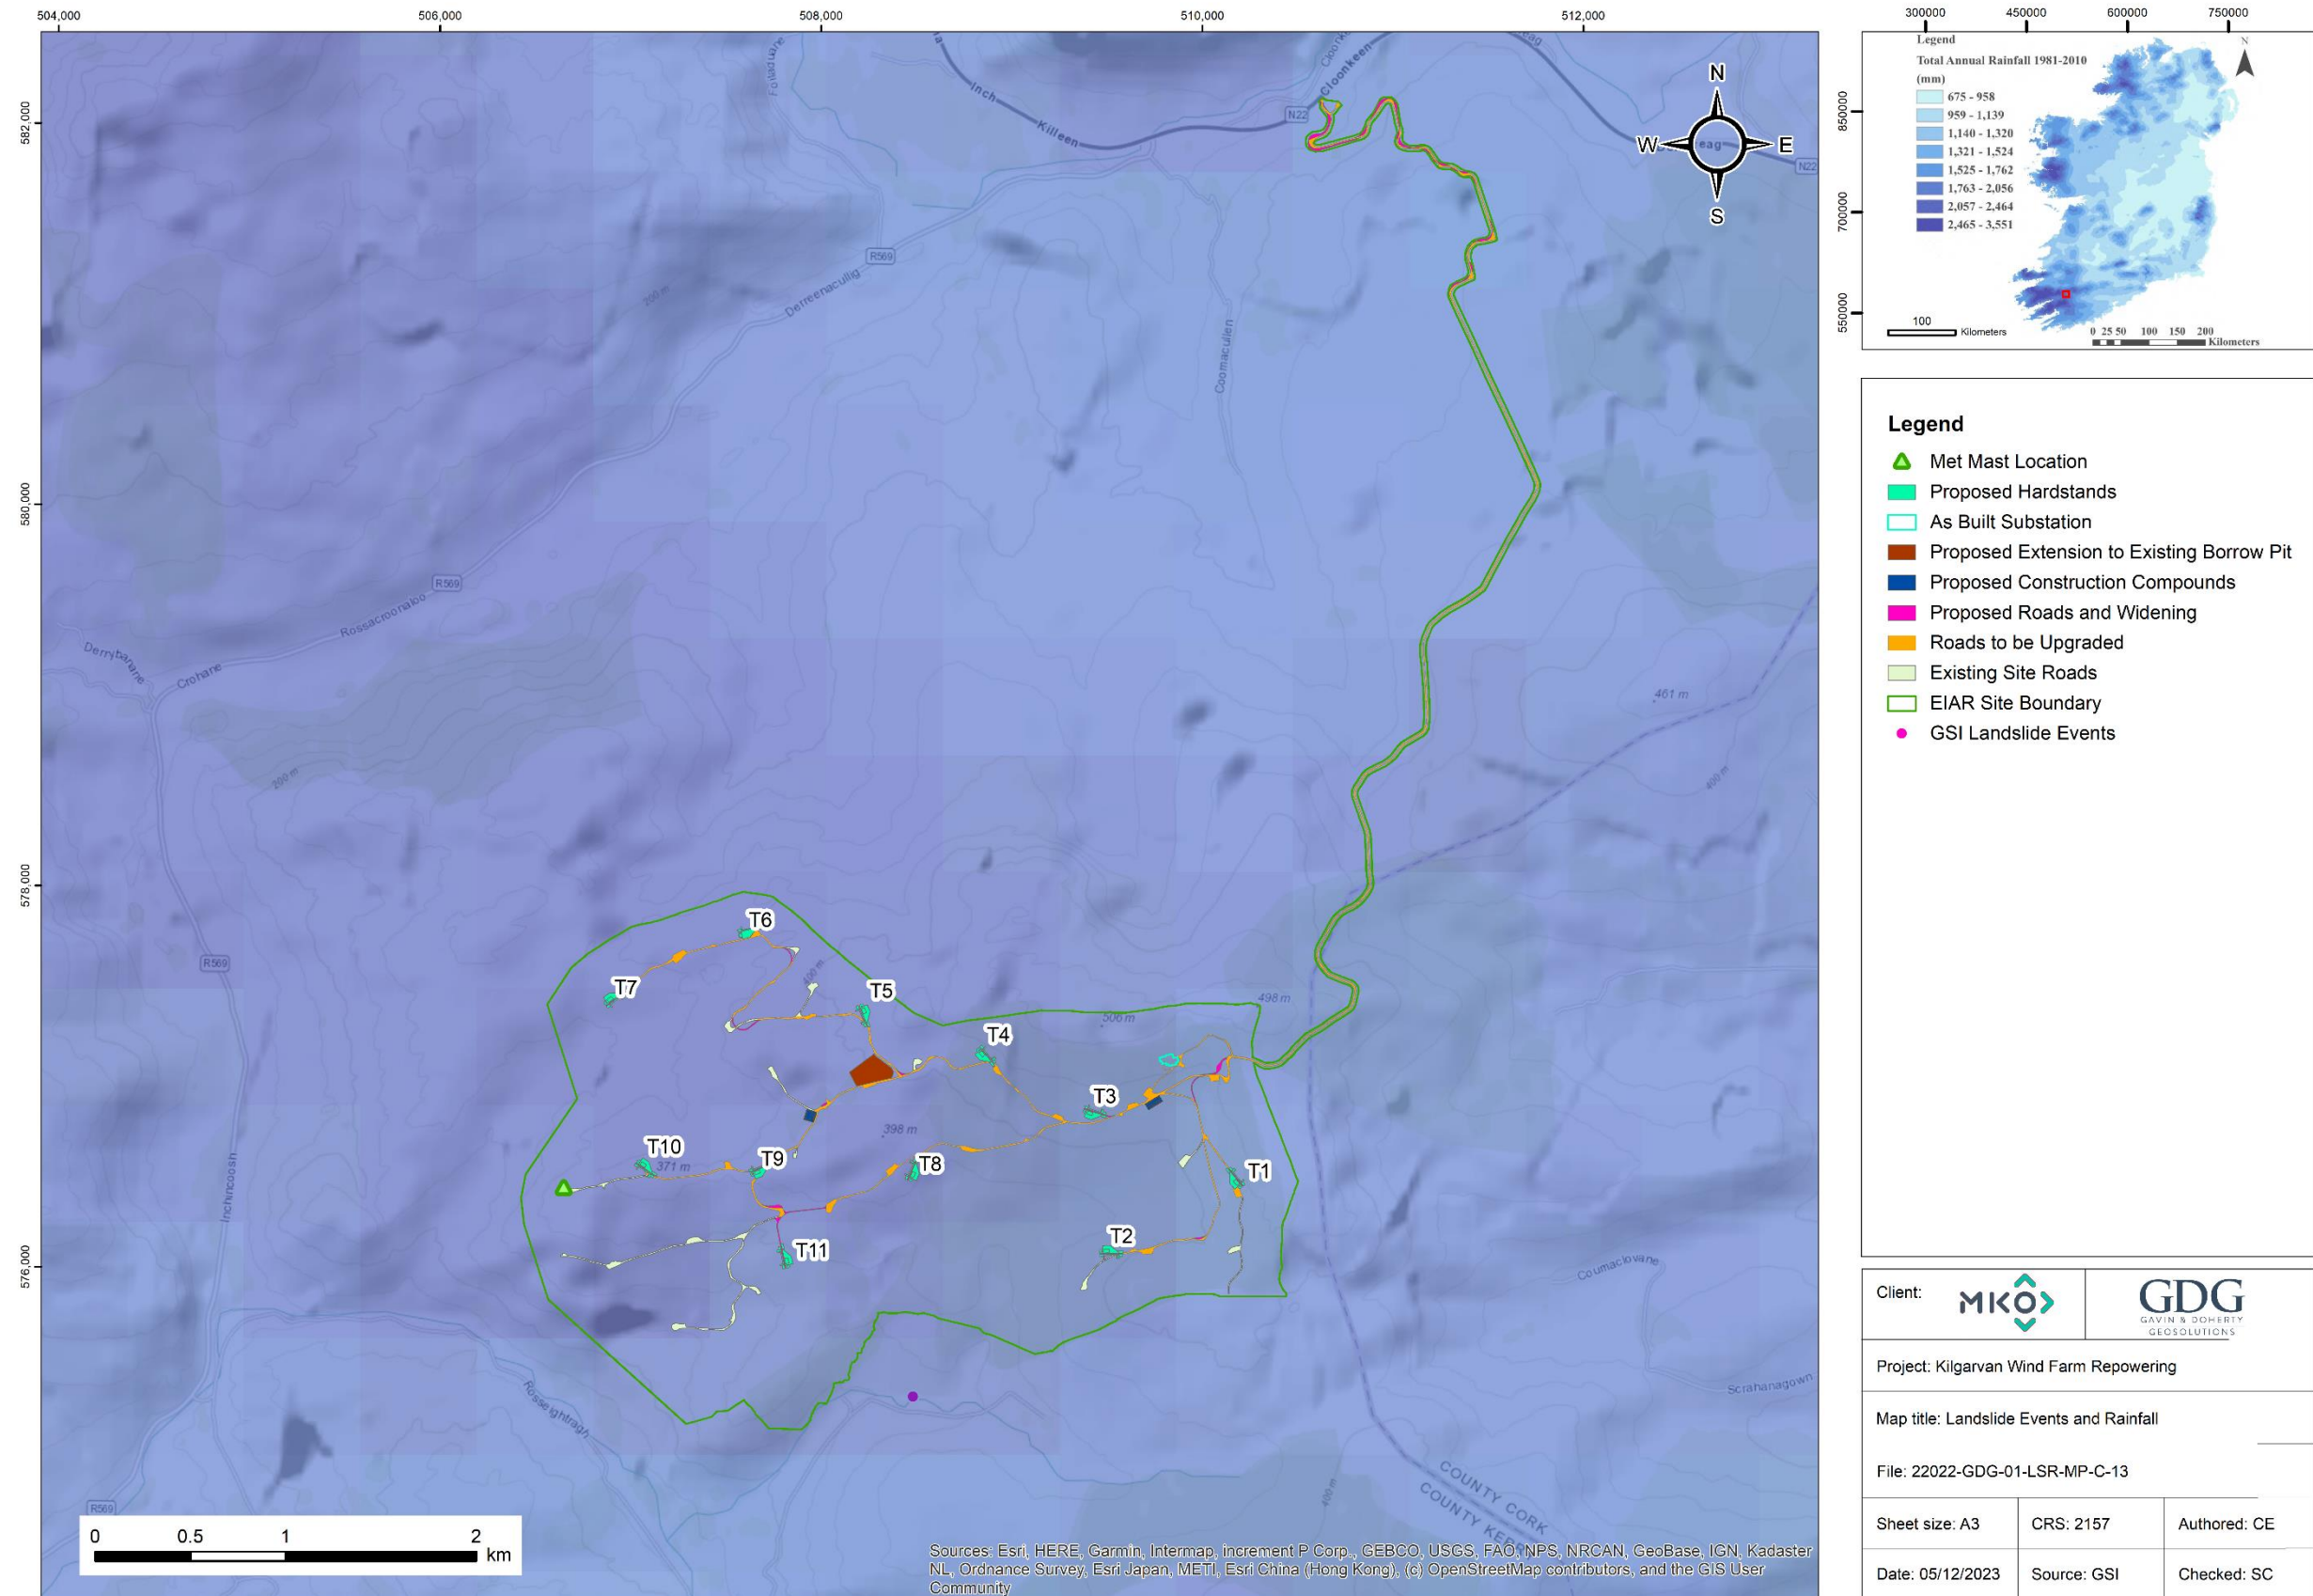 504,000
506,000
508,000
510,000
512,000
582,000
580,000
578,000
576,000
Foiladuane
Inch
Killeen
Cloonkeen
N22
N22
N
W
E
S
R569
Derreenacullig
200 m
Coomacullen
R569
Rossacroonaloo
Derrybanane
Crohane
200 m
461 m
400 m
R569
Inchincoosh
T6
T7
400 m
T5
498 m
506 m
T4
T3
398 m
T10
371 m
T9
T8
T1
T2
T11
Coumaclovane
Scrahanagown
Rosseightragh
R569
400 m
COUNTY CORK
COUNTY KERRY
0 0.5 1 2
km
Sources: Esri, HERE, Garmin, Intermap, increment P Corp., GEBCO, USGS, FAO, NPS, NRCAN, GeoBase, IGN, Kadaster
NL, Ordnance Survey, Esri Japan, METI, Esri China (Hong Kong), (c) OpenStreetMap contributors, and the GIS User
Community
300000
450000
600000
750000
850000
700000
550000
Legend
Total Annual Rainfall 1981-2010
(mm)
675 - 958
959 - 1,139
1,140 - 1,320
1,321 - 1,524
1,525 - 1,762
1,763 - 2,056
2,057 - 2,464
2,465 - 3,551
N
100
Kilometers
0 25 50 100 150 200
Kilometers
Legend
Met Mast Location
Proposed Hardstands
As Built Substation
Proposed Extension to Existing Borrow Pit
Proposed Construction Compounds
Proposed Roads and Widening
Roads to be Upgraded
Existing Site Roads
EIAR Site Boundary
GSI Landslide Events
Client:
MKO
GDG
GAVIN & DOHERTY
GEOSOLUTIONS
Project: Kilgarvan Wind Farm Repowering
Map title: Landslide Events and Rainfall
File: 22022-GDG-01-LSR-MP-C-13
Sheet size: A3
CRS: 2157
Authored: CE
Date: 05/12/2023
Source: GSI
Checked: SC